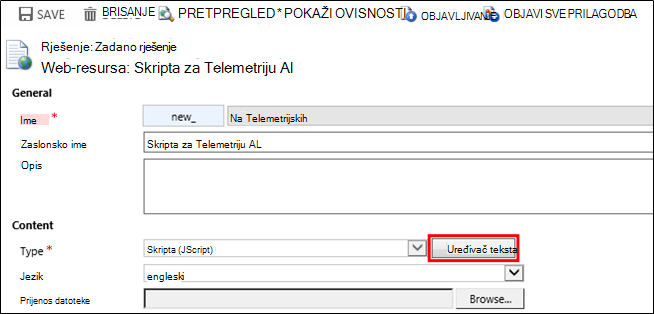 SAVE BRISANJE PRETPREGLED* POKAŽI OVISNOSTI OBJAVLJIVANJE OBJAVI SVE PRILAGODBA
Rješenje: Zadano rješenje
Web-resursa: Skripta za Telemetriju AI
General
Ime * new_ Na Telemetrijskih
Zaslonsko ime Skripta za Telemetriju AL
Opis
Content
Type * Skripta (JScript) Uređivač teksta
Jezik engleski
Prijenos datoteke Browse...